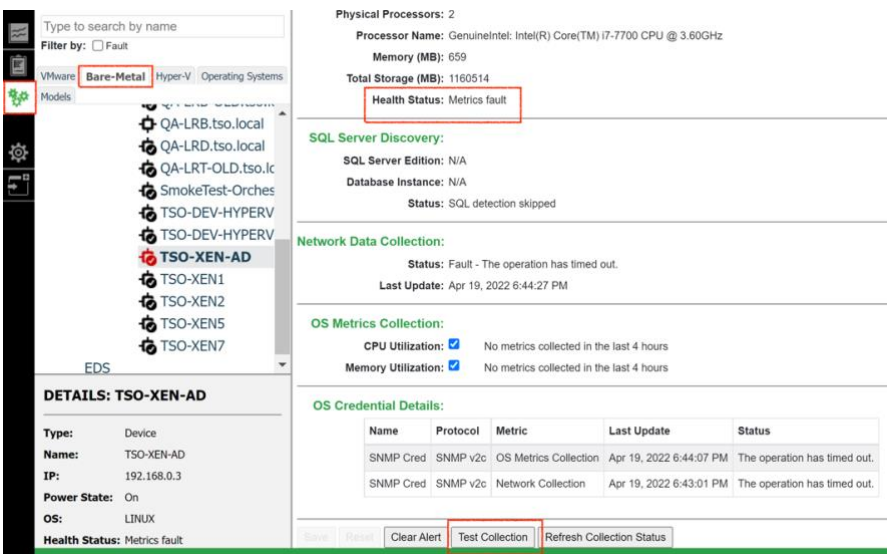 Type to search by name
Filter by: Fault
VMware Bare-Metal Hyper-V Operating Systems
Models
QA-LRB.tso.local
QA-LRD.tso.local
QA-LRT-OLD.tso.lc
SmokeTest-Orches
TSO-DEV-HYPERV
TSO-DEV-HYPERV
TSO-XEN-AD
TSO-XEN1
TSO-XEN2
TSO-XEN5
TSO-XEN7
EDS
DETAILS: TSO-XEN-AD
Type: Device
Name: TSO-XEN-AD
IP: 192.168.0.3
Power State: On
OS: LINUX
Health Status: Metrics fault
Physical Processors: 2
Processor Name: GenuineIntel: Intel(R) Core(TM) i7-7700 CPU @ 3.60GHz
Memory (MB): 659
Total Storage (MB): 1160514
Health Status: Metrics fault
SQL Server Discovery:
SQL Server Edition: N/A
Database Instance: N/A
Status: SQL detection skipped
Network Data Collection:
Status: Fault - The operation has timed out.
Last Update: Apr 19, 2022 6:44:27 PM
OS Metrics Collection:
CPU Utilization: No metrics collected in the last 4 hours
Memory Utilization: No metrics collected in the last 4 hours
OS Credential Details:
Name Protocol Metric Last Update Status
SNMP Cred SNMP v2c OS Metrics Collection Apr 19, 2022 6:44:07 PM The operation has timed out.
SNMP Cred SNMP v2c Network Collection Apr 19, 2022 6:43:01 PM The operation has timed out.
Save Reset Clear Alert Test Collection Refresh Collection Status